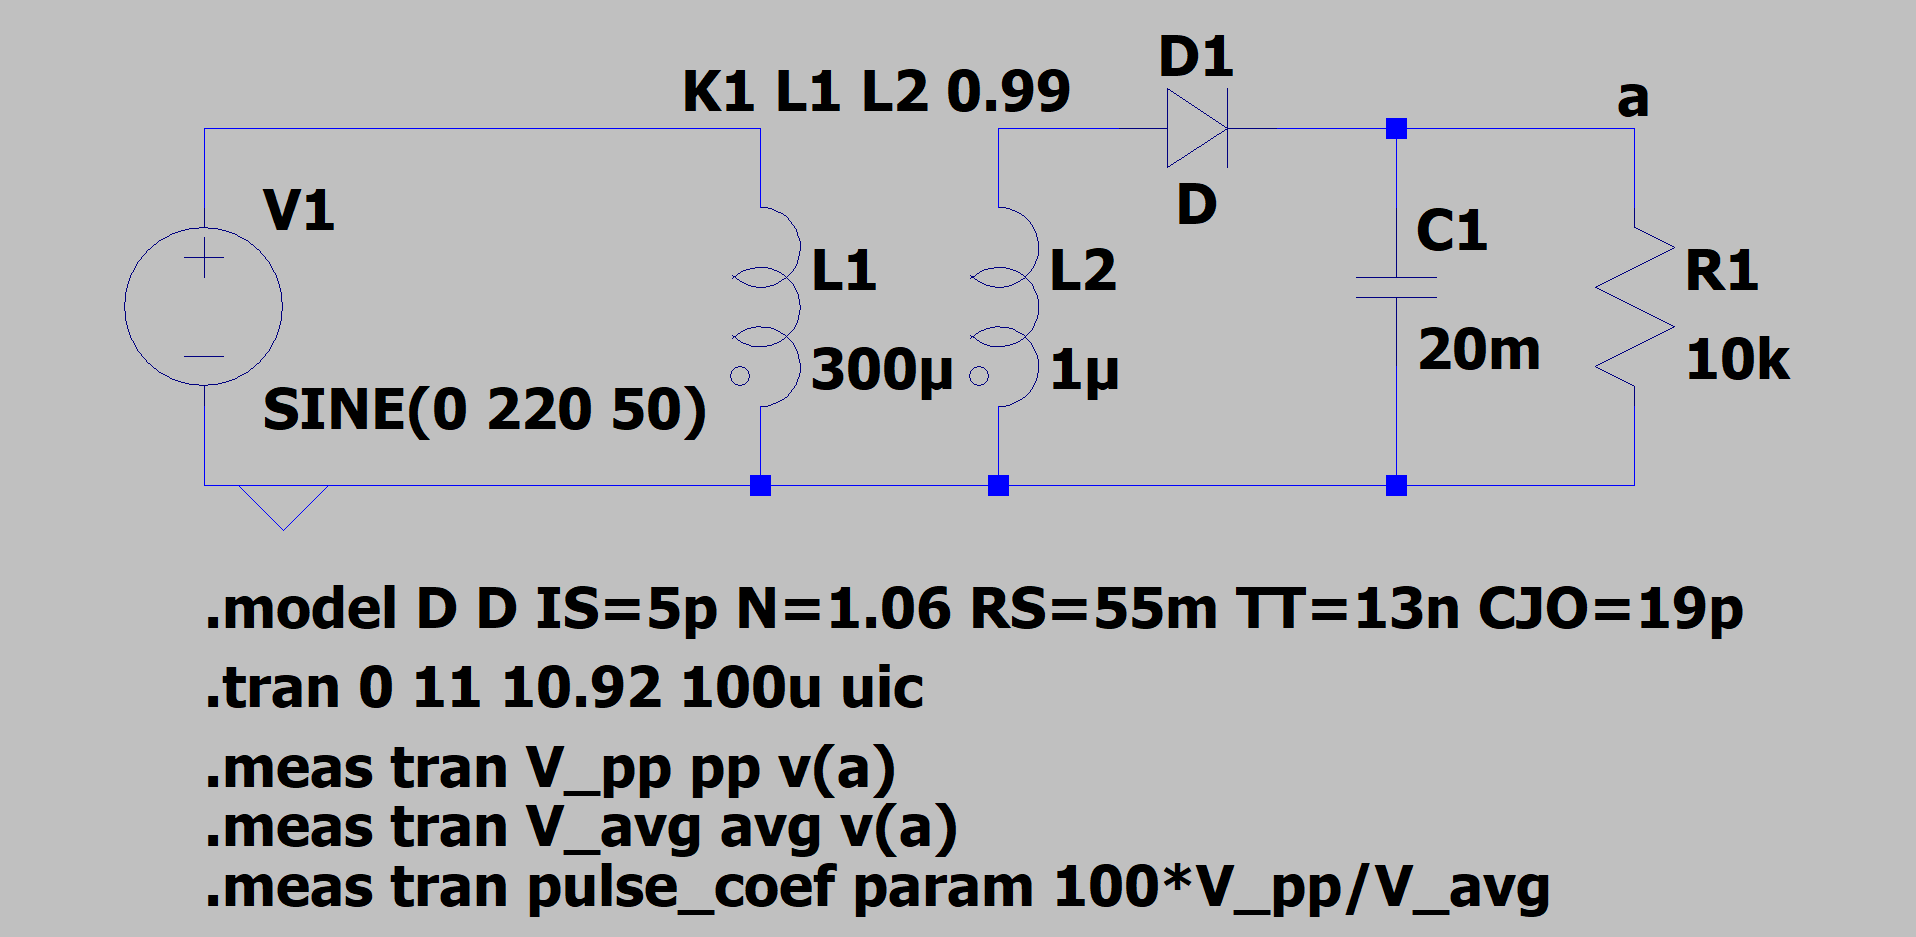 D1
K1 L1 L2 0.99
a
V1
D
C1
L1
L2
R1
20m
10k
300µ
1µ
SINE(0 220 50)
.model D D IS=5p N=1.06 RS=55m TT=13n CJO=19p
.tran 0 11 10.92 100u uic
.meas tran V_pp pp v(a)
.meas tran V_avg avg v(a)
.meas tran pulse_coef param 100*V_pp/V_avg